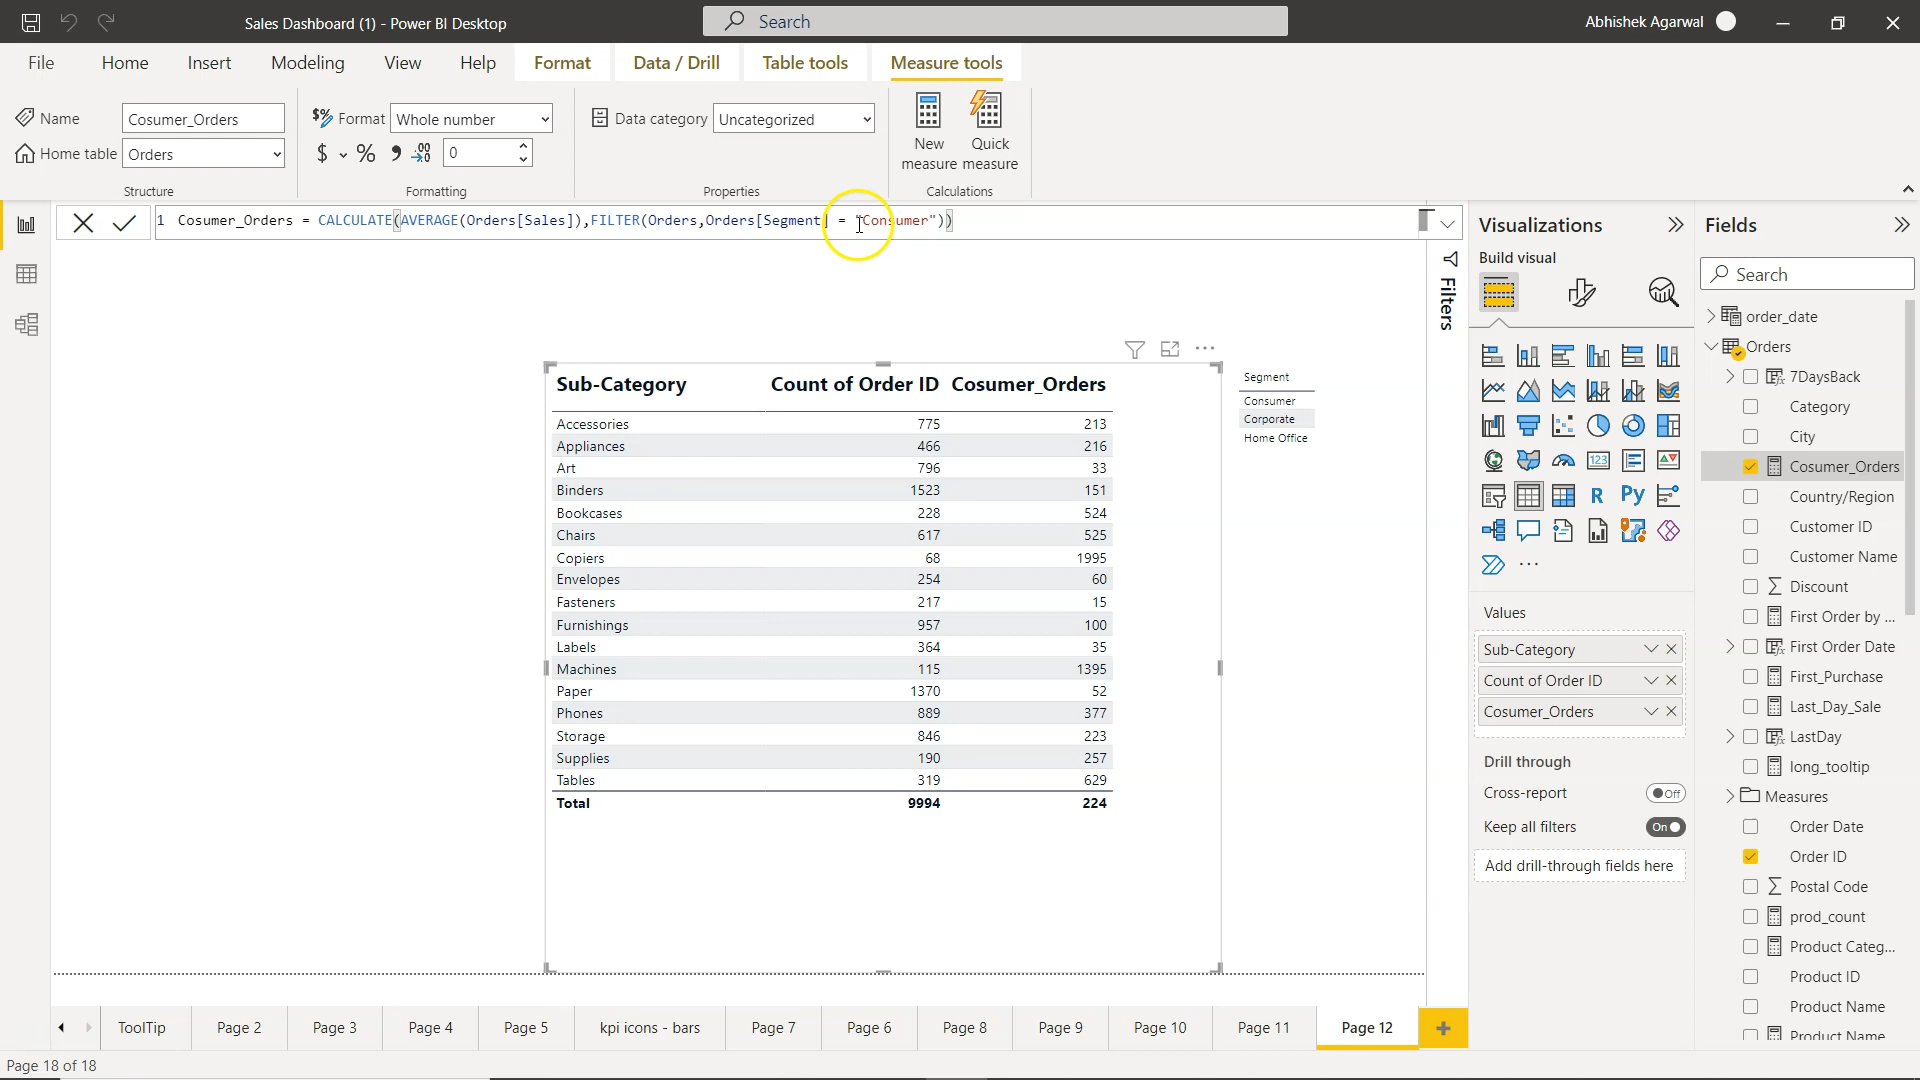 Sales Dashboard (1) - Power BI Desktop
Search
Abhishek Agarwal
File Home Insert Modeling View Help Format Data / Drill Table tools Measure tools
Name Cosumer_Orders
Home table Orders
Structure
$% Format Whole number
$ % , .00 0
Formatting
Data category Uncategorized
Properties
New measure
Quick measure
Calculations
1 Cosumer_Orders = CALCULATE(AVERAGE(Orders[Sales]),FILTER(Orders,Orders[Segment] = "Consumer"))
Filters
Sub-Category Count of Order ID Cosumer_Orders
Accessories 775 213
Appliances 466 216
Art 796 33
Binders 1523 151
Bookcases 228 524
Chairs 617 525
Copiers 68 1995
Envelopes 254 60
Fasteners 217 15
Furnishings 957 100
Labels 364 35
Machines 115 1395
Paper 1370 52
Phones 889 377
Storage 846 223
Supplies 190 257
Tables 319 629
Total 9994 224
Segment
Consumer
Corporate
Home Office
Visualizations
Build visual
123
R Py
Values
Sub-Category
Count of Order ID
Cosumer_Orders
Drill through
Cross-report Off
Keep all filters On
Add drill-through fields here
Fields
Search
order_date
Orders
7DaysBack
Category
City
Cosumer_Orders
Country/Region
Customer ID
Customer Name
Discount
First Order by ...
First Order Date
First_Purchase
Last_Day_Sale
LastDay
long_tooltip
Measures
Order Date
Order ID
Postal Code
prod_count
Product Categ...
Product ID
Product Name
Product Name
ToolTip Page 2 Page 3 Page 4 Page 5 kpi icons - bars Page 7 Page 6 Page 8 Page 9 Page 10 Page 11 Page 12
Page 18 of 18